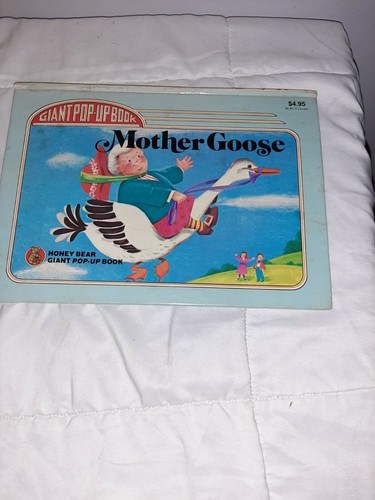 GIANT POP-UP BOOK
$4.95
Mother Goose
HONEY BEAR
GIANT POP-UP BOOK